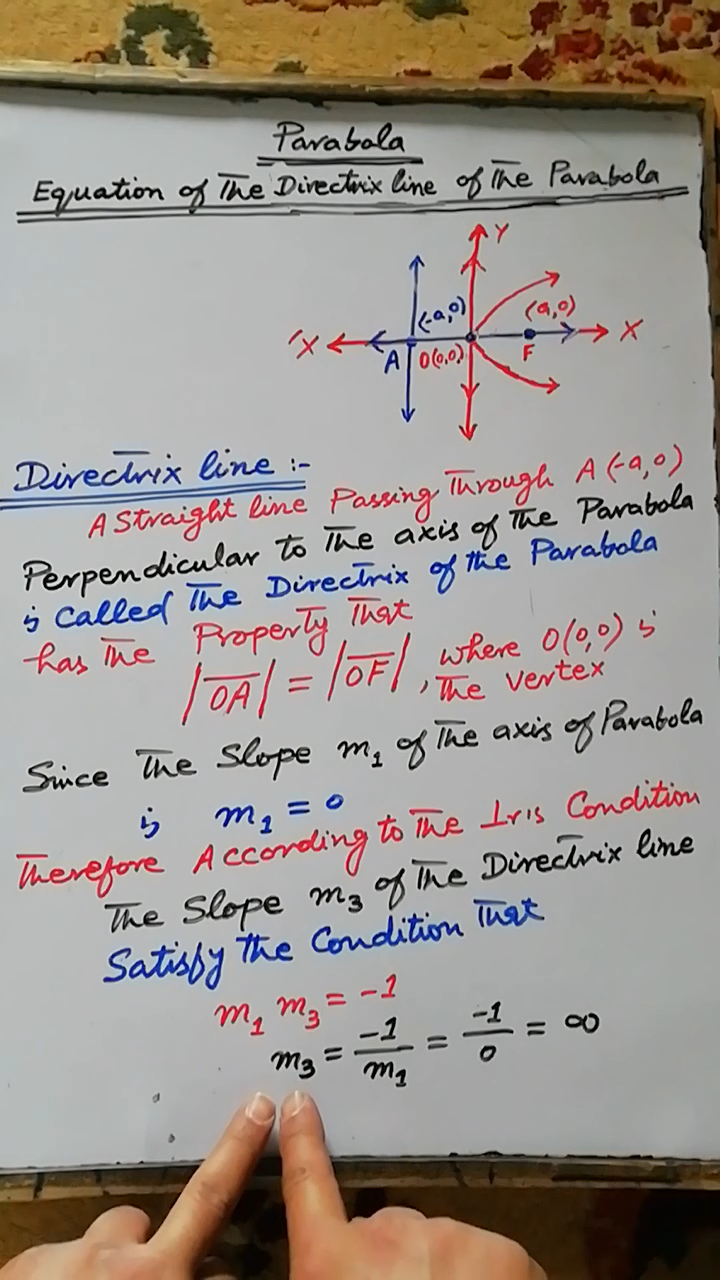 Parabola
Equation of The Directrix line of The Parabola
Y
(-a,0)
(a,0)
'X
X
A
O(0,0)
F
Directrix line :-
A Straight line Passing Through A (-a,0)
Perpendicular to The axis of The Parabola
is Called The Directrix of the Parabola
has The Property That
|OA| = |OF| , where O(0,0) is
The vertex
Since The Slope m₁ of The axis of Parabola
is m₁ = 0
Therefore According to The ⊥ris Condition
The Slope m₃ of The Directrix line
Satisfy The Condition That
m₁ m₃ = -1
m₃ = -1/m₁ = -1/0 = ∞